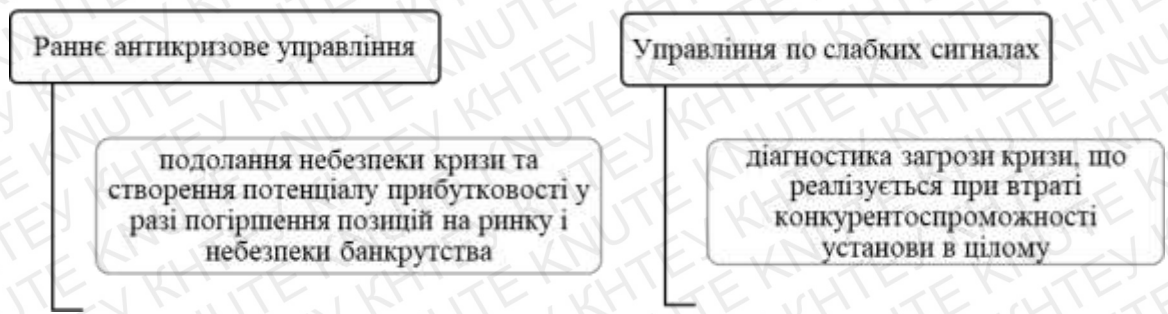 Раннє антикризове управління
подолання небезпеки кризи та
створення потенціалу прибутковості у
разі погіршення позицій на ринку і
небезпеки банкрутства
Управління по слабких сигналах
діагностика загрози кризи, що
реалізується при втраті
конкурентоспроможності
установи в цілому